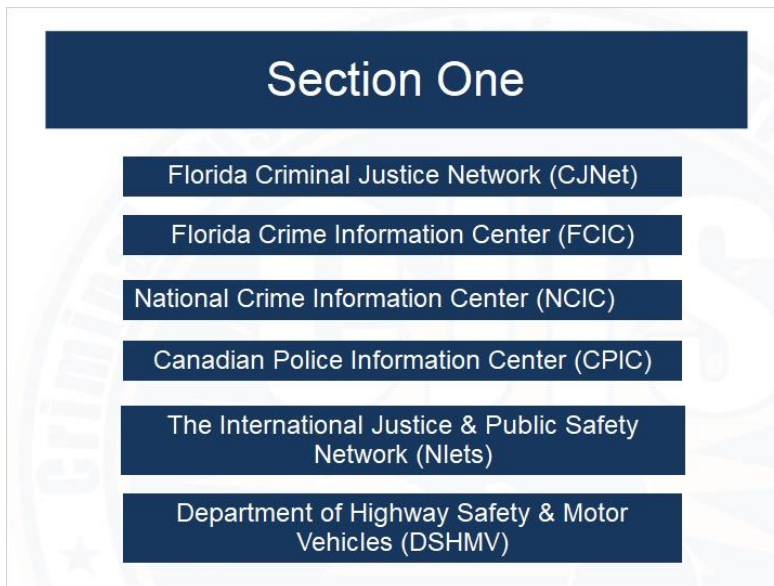 Section One
Florida Criminal Justice Network (CJNet)
Florida Crime Information Center (FCIC)
National Crime Information Center (NCIC)
Canadian Police Information Center (CPIC)
The International Justice & Public Safety
Network (Nlets)
Department of Highway Safety & Motor
Vehicles (DSHMV)